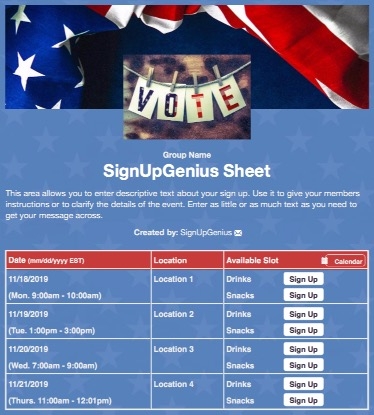 VOTE
Group Name
SignUpGenius Sheet
This area allows you to enter descriptive text about your sign up. Use it to give your members
instructions or to clarify the details of the event. Enter as little or as much text as you need to
get your message across.
Created by: SignUpGenius
Date (mm/dd/yyyy EBT) Location Available Slot Calendar
11/18/2019 Location 1 Drinks Sign Up
(Mon. 9:00am - 10:00am) Snacks Sign Up
11/19/2019 Location 2 Drinks Sign Up
(Tue. 1:00pm - 3:00pm) Snacks Sign Up
11/20/2019 Location 3 Drinks Sign Up
(Wed. 7:00am - 9:00am) Snacks Sign Up
11/21/2019 Location 4 Drinks Sign Up
(Thurs. 11:00am - 12:01pm) Snacks Sign Up